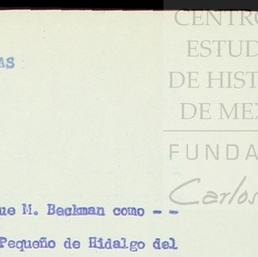 CENTRO
ESTUD
AS
DE HIST
DE MEX
FUNDA
Carlos
ue M. Beckman como --
Pequeño de Hidalgo del